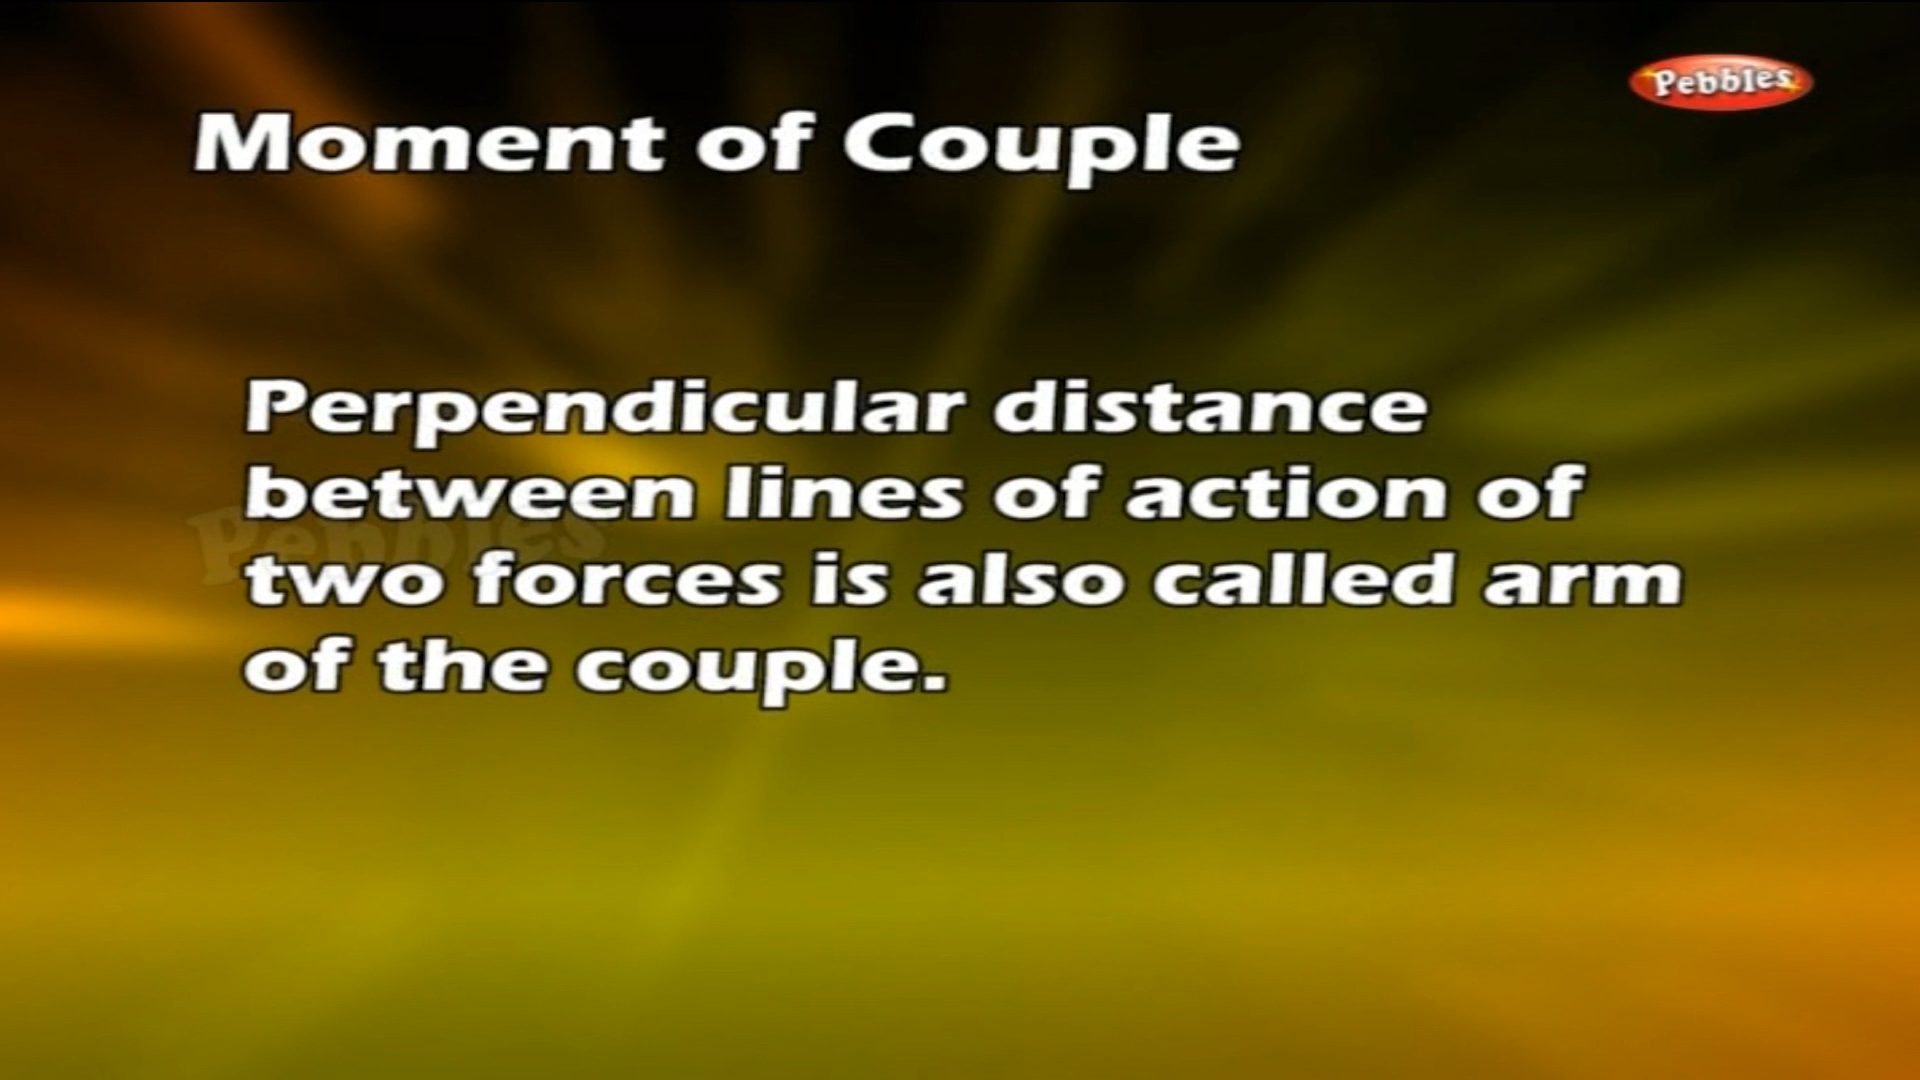 Pebbles
Moment of Couple
Perpendicular distance
between lines of action of
Pebbles
two forces is also called arm
of the couple.